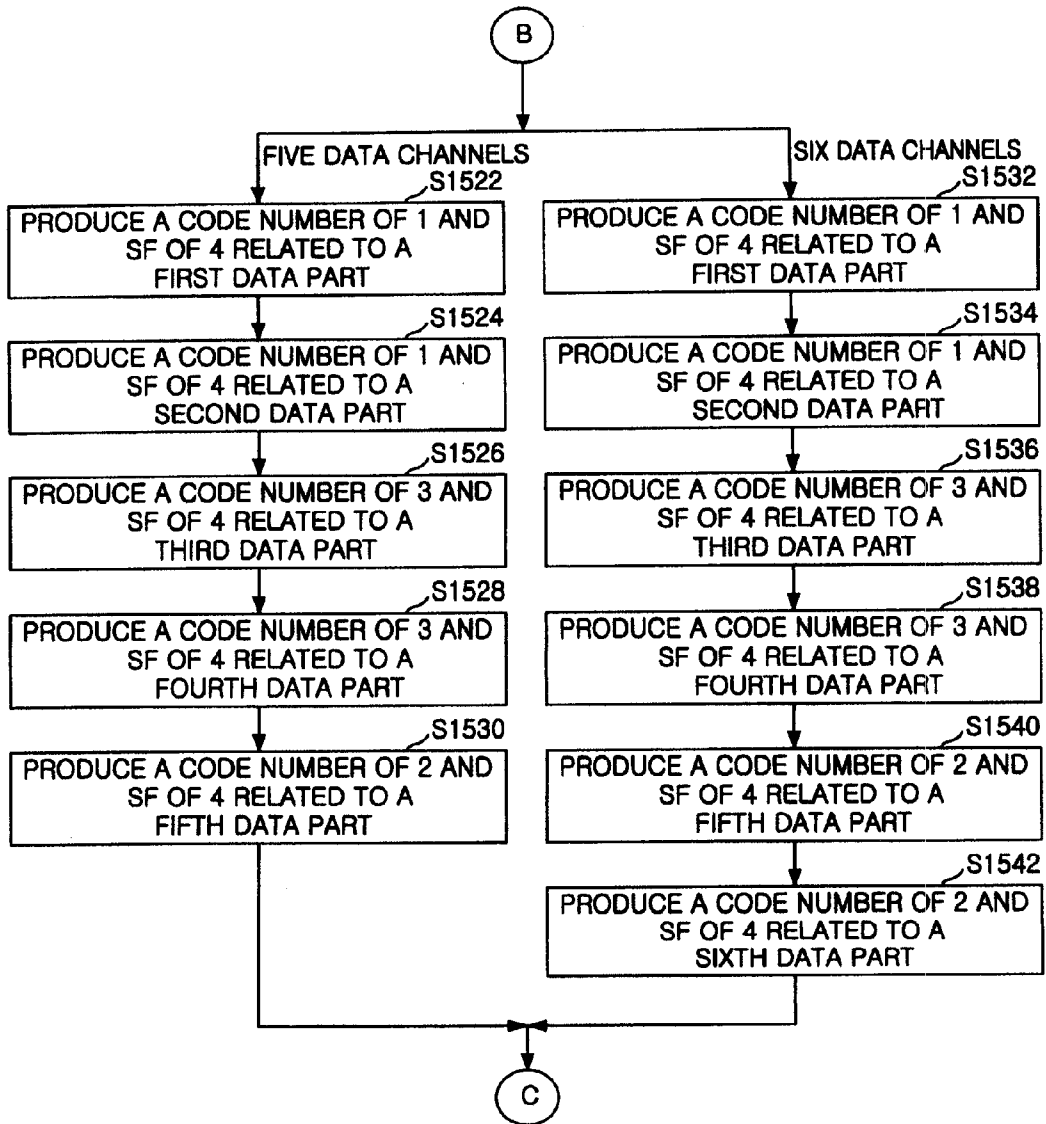 B
FIVE DATA CHANNELS
S1522
PRODUCE A CODE NUMBER OF 1 AND
SF OF 4 RELATED TO A
FIRST DATA PART
S1524
PRODUCE A CODE NUMBER OF 1 AND
SF OF 4 RELATED TO A
SECOND DATA PART
S1526
PRODUCE A CODE NUMBER OF 3 AND
SF OF 4 RELATED TO A
THIRD DATA PART
S1528
PRODUCE A CODE NUMBER OF 3 AND
SF OF 4 RELATED TO A
FOURTH DATA PART
S1530
PRODUCE A CODE NUMBER OF 2 AND
SF OF 4 RELATED TO A
FIFTH DATA PART
SIX DATA CHANNELS
S1532
PRODUCE A CODE NUMBER OF 1 AND
SF OF 4 RELATED TO A
FIRST DATA PART
S1534
PRODUCE A CODE NUMBER OF 1 AND
SF OF 4 RELATED TO A
SECOND DATA PART
S1536
PRODUCE A CODE NUMBER OF 3 AND
SF OF 4 RELATED TO A
THIRD DATA PART
S1538
PRODUCE A CODE NUMBER OF 3 AND
SF OF 4 RELATED TO A
FOURTH DATA PART
S1540
PRODUCE A CODE NUMBER OF 2 AND
SF OF 4 RELATED TO A
FIFTH DATA PART
S1542
PRODUCE A CODE NUMBER OF 2 AND
SF OF 4 RELATED TO A
SIXTH DATA PART
C